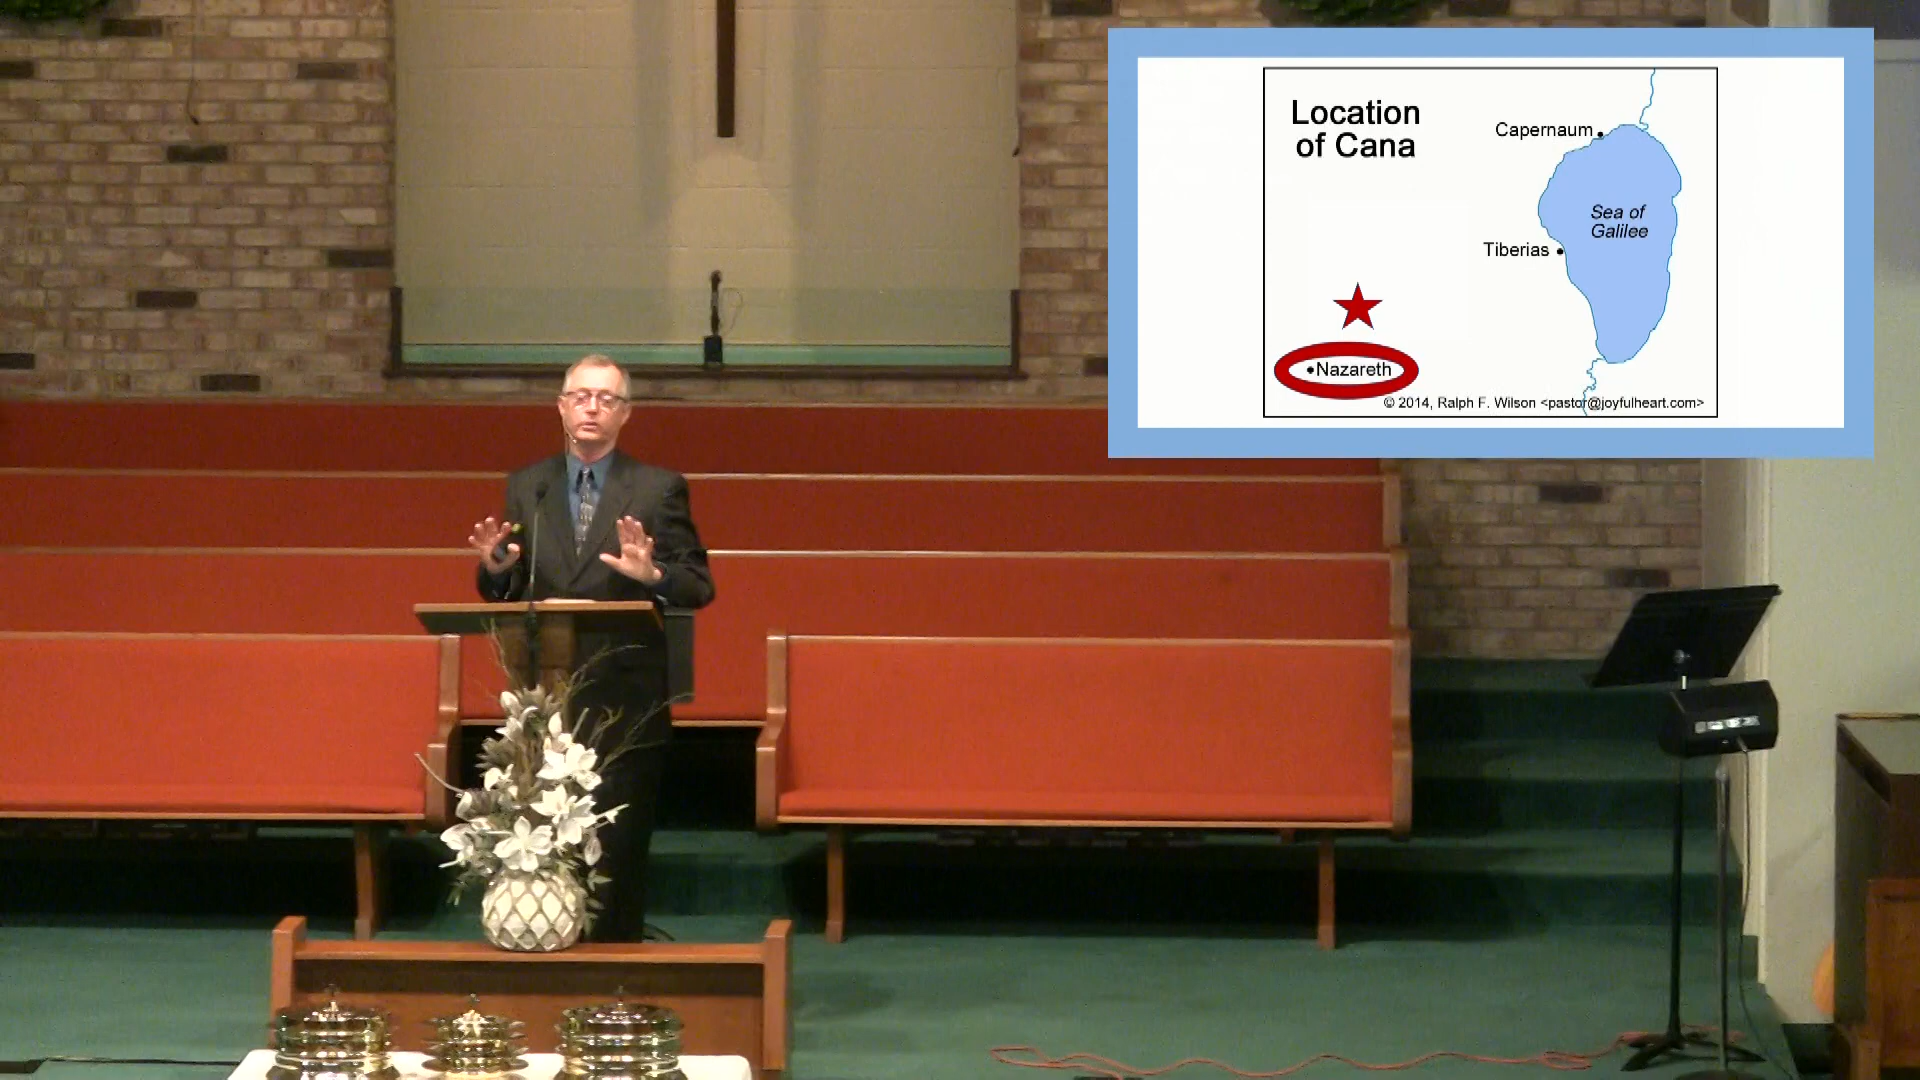 Location
of Cana
Capernaum
Sea of
Galilee
Tiberias
Nazareth
© 2014, Ralph F. Wilson <pastor@joyfulheart.com>